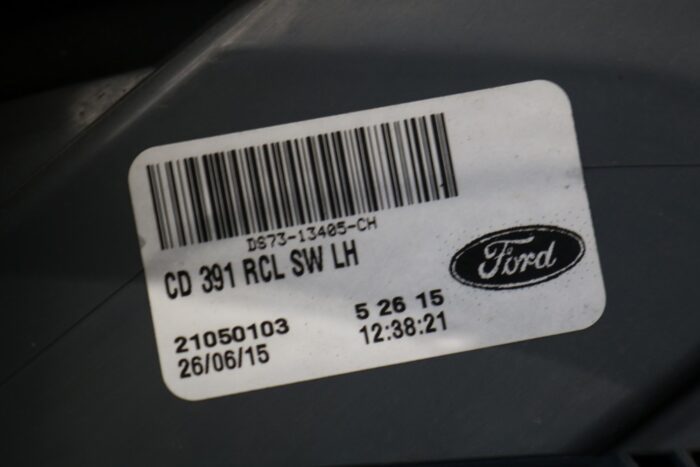 DS73-13405-CH
CD 391 RCL SW LH
Ford
21050103 5 26 15
26/06/15 12:38:21